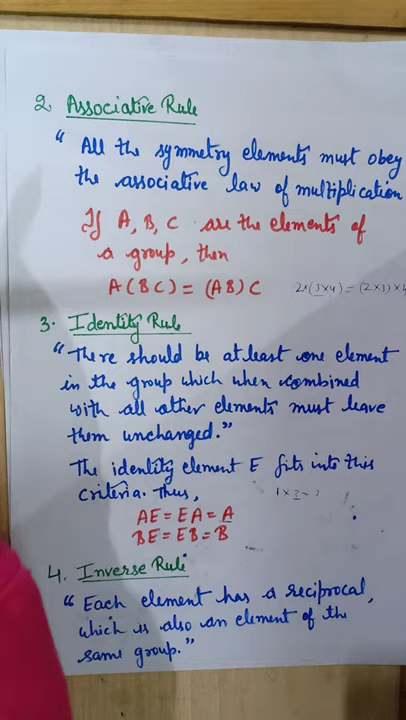 2. Associative Rule
" All the symmetry elements must obey
the associative law of multiplication
If A, B, C are the elements of
a group, then
A(BC) = (AB)C 2×(3×4) = (2×3)×4
3. Identity Rule
"There should be at least one element
in the group which when combined
with all other elements must leave
them unchanged."
The identity element E fits into this
criteria. Thus,
AE = EA = A
BE = EB = B
4. Inverse Rule
" Each element has a reciprocal,
which is also an element of the
same group."